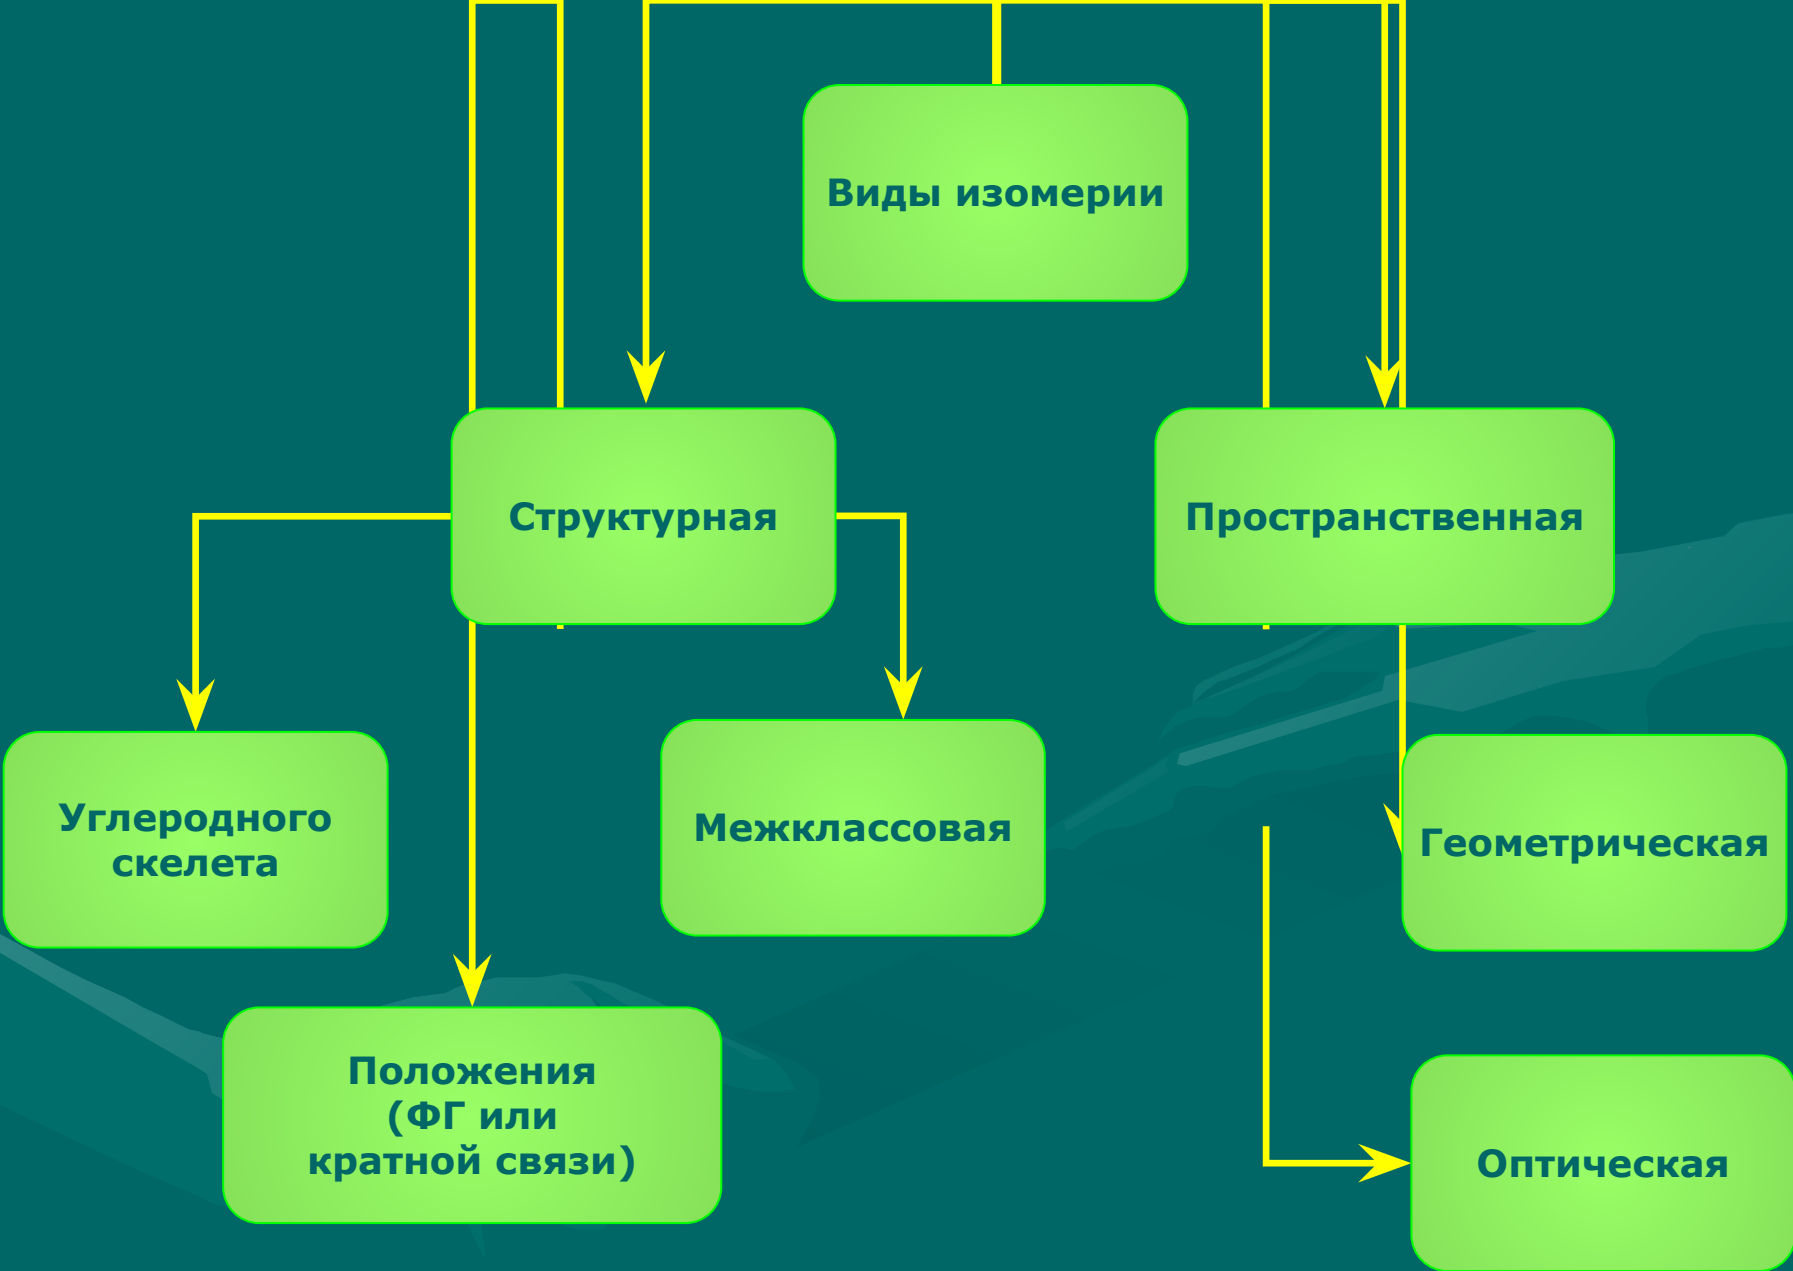 Виды изомерии
Структурная
Пространственная
Углеродного
скелета
Межклассовая
Геометрическая
Положения
(ФГ или
кратной связи)
Оптическая